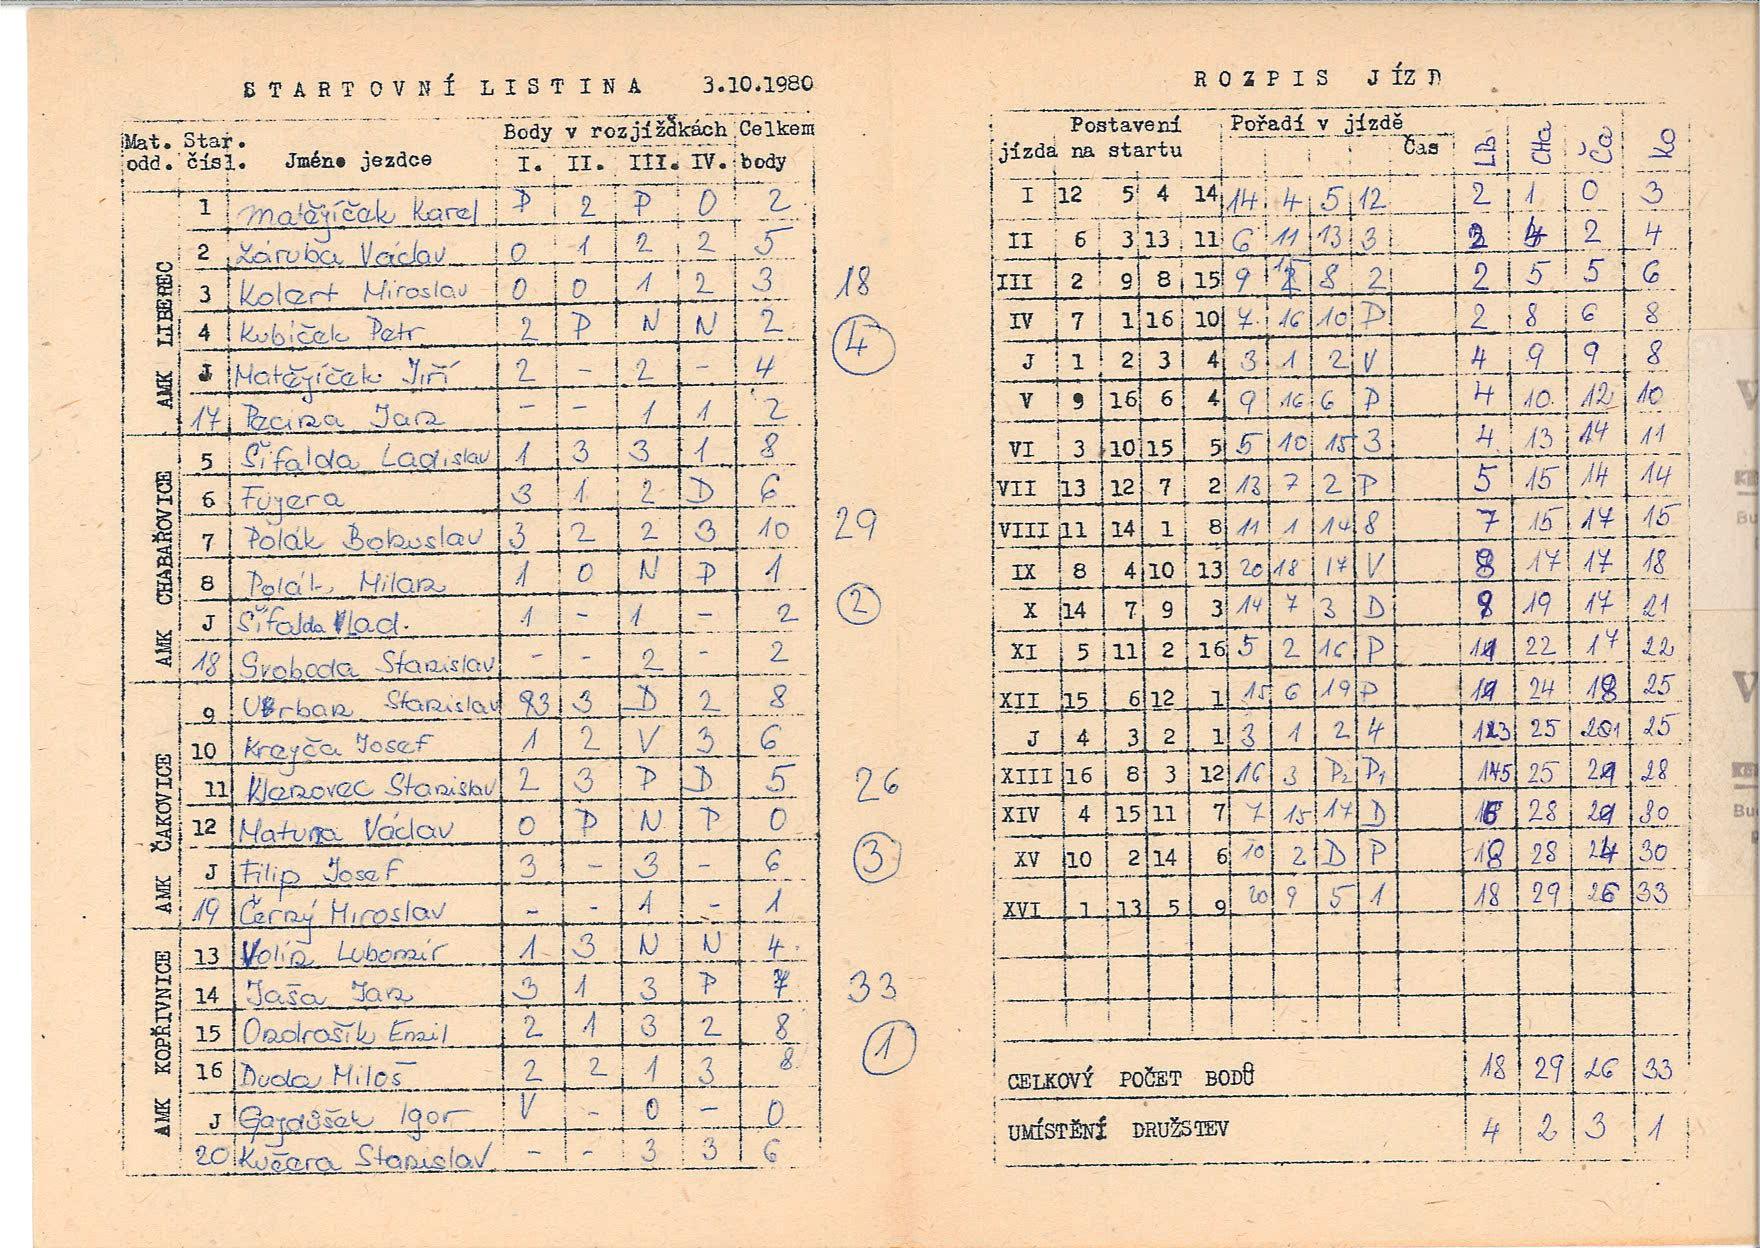 STARTOVNÍ LISTINA 3.10.1980
Mat. odd. Star. čísl. Jméno jezdce Body v rozjížďkách I. II. III. IV. Celkem body
AMK LIBEREC
1 Matějíček Karel P 2 P 0 2
2 Záruba Václav 0 1 2 2 5
3 Kolart Miroslav 0 0 1 2 3
18
4 Kubíček Petr 2 P N N 2
4
J Matějíček Jiří 2 - 2 - 4
17 Pacina Jan - - 1 1 2
AMK CHABAŘOVICE
5 Šifalda Ladislav 1 3 3 1 8
6 Fujera 3 1 2 D 6
7 Polák Bohuslav 3 2 2 3 10
29
8 Polák Milan 1 0 N P 1
2
J Šifalda Vlad. 1 - 1 - 2
18 Svoboda Stanislav - - 2 - 2
AMK ČAKOVICE
9 Urban Stanislav 3 3 D 2 8
10 Krejča Josef 1 2 V 3 6
11 Klenovec Stanislav 2 3 P D 5
26
12 Matuna Václav 0 P N P 0
3
J Filip Josef 3 - 3 - 6
19 Černý Miroslav - - 1 - 1
AMK KOPŘIVNICE
13 Volín Lubomír 1 3 N N 4
14 Jaša Jan 3 1 3 P 7
33
15 Ondrašík Emil 2 1 3 2 8
1
16 Duda Miloš 2 2 1 3 8
J Gajdůšek Igor V - 0 - 0
20 Kučera Stanislav - - 3 3 6
ROZPIS JÍZD
jízda Postavení na startu Pořadí v jízdě Čas Lb Cha Ča Ko
I 12 5 4 14 14 4 5 12 2 1 0 3
II 6 3 13 11 6 11 13 3 2 4 2 4
III 2 9 8 15 9 15 8 2 2 5 5 6
IV 7 1 16 10 7 16 10 D 2 8 6 8
J 1 2 3 4 3 1 2 V 4 9 9 8
V 9 16 6 4 9 16 6 P 4 10 12 10
VI 3 10 15 5 5 10 15 3 4 13 14 11
VII 13 12 7 2 13 7 2 P 5 15 14 14
VIII 11 14 1 8 11 1 14 8 7 15 17 15
IX 8 4 10 13 20 18 17 V 8 17 17 18
X 14 7 9 3 14 7 3 D 8 19 17 21
XI 5 11 2 16 5 2 16 P 22 17 22
XII 15 6 12 1 15 6 19 P 24 18 25
J 4 3 2 1 3 1 2 4 13 25 21 25
XIII 16 8 3 12 16 3 P2 P1 15 25 21 28
XIV 4 15 11 7 7 15 17 D 16 28 21 30
XV 10 2 14 6 10 2 D P 18 28 24 30
XVI 1 13 5 9 20 9 5 1 18 29 26 33
CELKOVÝ POČET BODŮ 18 29 26 33
UMÍSTĚNÍ DRUŽSTEV 4 2 3 1